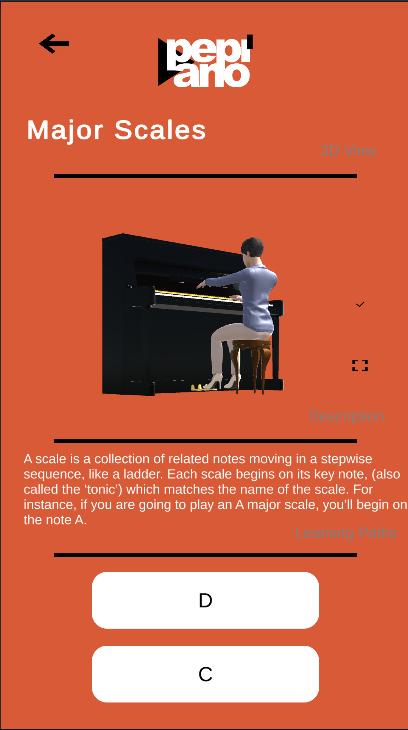 pepi
ano
Major Scales
3D View
Description
A scale is a collection of related notes moving in a stepwise
sequence, like a ladder. Each scale begins on its key note, (also
called the ‘tonic’) which matches the name of the scale. For
instance, if you are going to play an A major scale, you’ll begin on
the note A.
Learning Paths
D
C